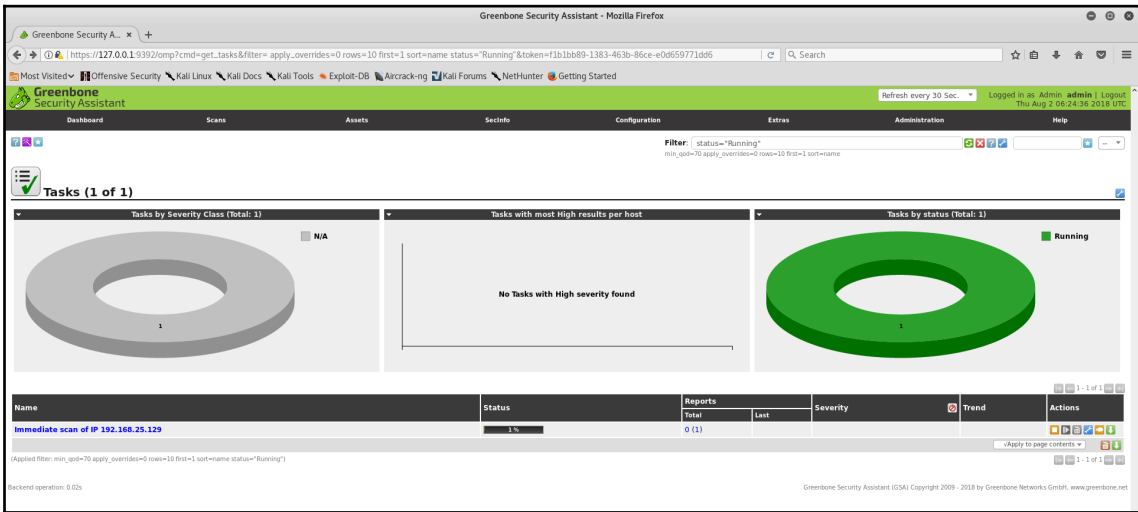 Greenbone Security Assistant - Mozilla Firefox
Greenbone Security A... × +
https://127.0.0.1:9392/omp?cmd=get_tasks&filter= apply_overrides=0 rows=10 first=1 sort=name status="Running"&token=f1b1bb89-1383-463b-86ce-e0d659771dd6 Search
Most Visited Offensive Security Kali Linux Kali Docs Kali Tools Exploit-DB Aircrack-ng Kali Forums NetHunter Getting Started
Greenbone
Security Assistant
Refresh every 30 Sec.
Logged in as Admin admin | Logout
Thu Aug 2 06:24:36 2018 UTC
Dashboard Scans Assets SecInfo Configuration Extras Administration Help
Filter: status="Running" --
min_qod=70 apply_overrides=0 rows=10 first=1 sort=name
Tasks (1 of 1)
Tasks by Severity Class (Total: 1)
N/A
1
Tasks with most High results per host
No Tasks with High severity found
Tasks by status (Total: 1)
Running
1
1 - 1 of 1
Name Status Reports Severity Trend Actions
Total Last
Immediate scan of IP 192.168.25.129 1 % 0 (1)
√Apply to page contents
(Applied filter: min_qod=70 apply_overrides=0 rows=10 first=1 sort=name status="Running") 1 - 1 of 1
Backend operation: 0.02s Greenbone Security Assistant (GSA) Copyright 2009 - 2018 by Greenbone Networks GmbH, www.greenbone.net